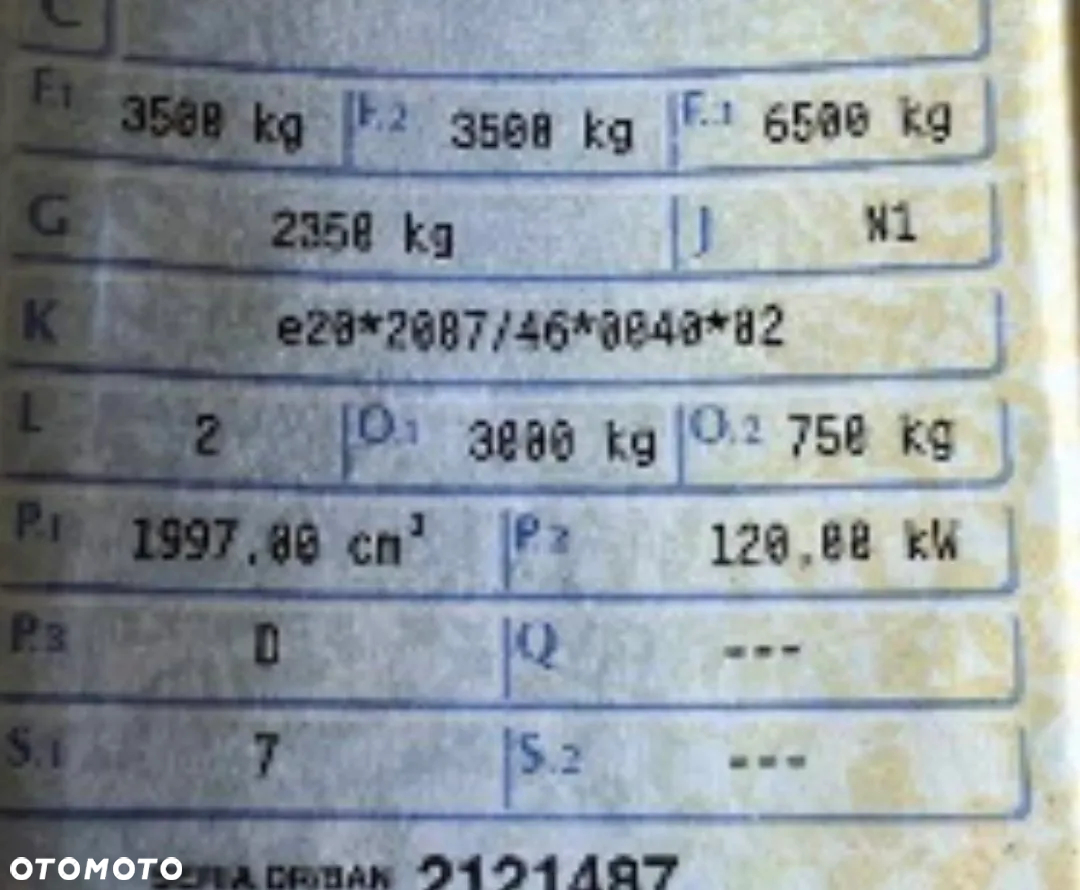 C
F.1 3500 kg F.2 3500 kg F.1 6500 kg
G 2350 kg J N1
K e20*2007/46*0040*02
L 2 O.1 3000 kg O.2 750 kg
P.1 1997,00 cm³ P.2 120,00 kW
P.3 D Q ---
S.1 7 S.2 ---
2121487
OTOMOTO